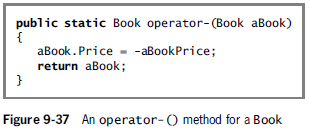 public static Book operator-(Book aBook)
{
aBook.Price = -aBookPrice;
return aBook;
}
Figure 9-37 An operator-() method for a Book